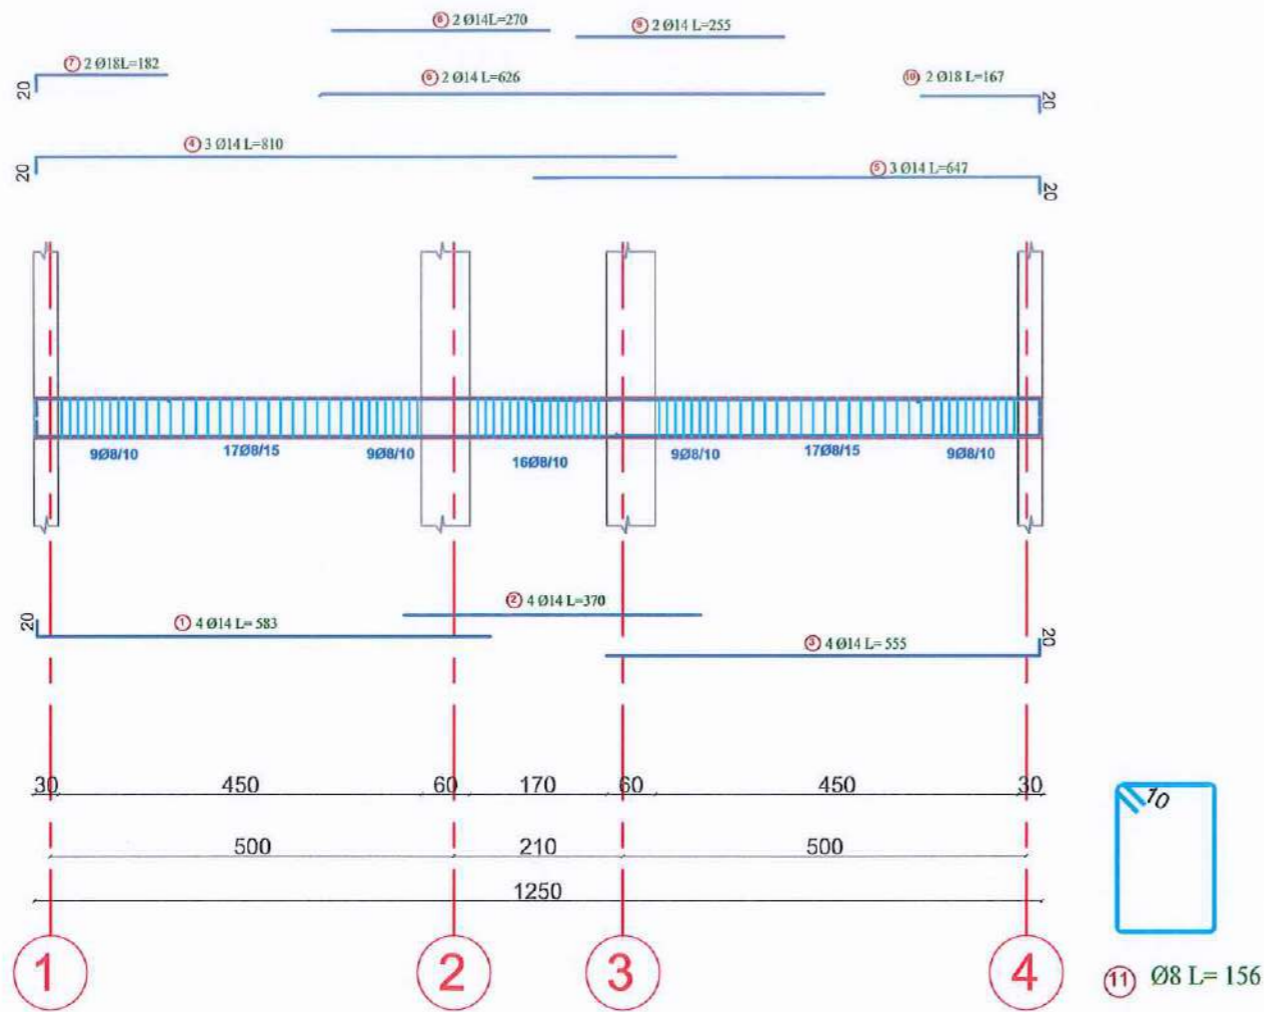 8 2 Ø14L=270
9 2 Ø14 L=255
7 2 Ø18L=182
6 2 Ø14 L=626
10 2 Ø18 L=167
20
20
4 3 Ø14 L=810
5 3 Ø14 L=647
20
20
9Ø8/10
17Ø8/15
9Ø8/10
16Ø8/10
9Ø8/10
17Ø8/15
9Ø8/10
2 4 Ø14 L=370
1 4 Ø14 L= 583
3 4 Ø14 L= 555
20
20
30 450 60 170 60 450 30
500 210 500
1250
1 2 3 4
10
11 Ø8 L= 156